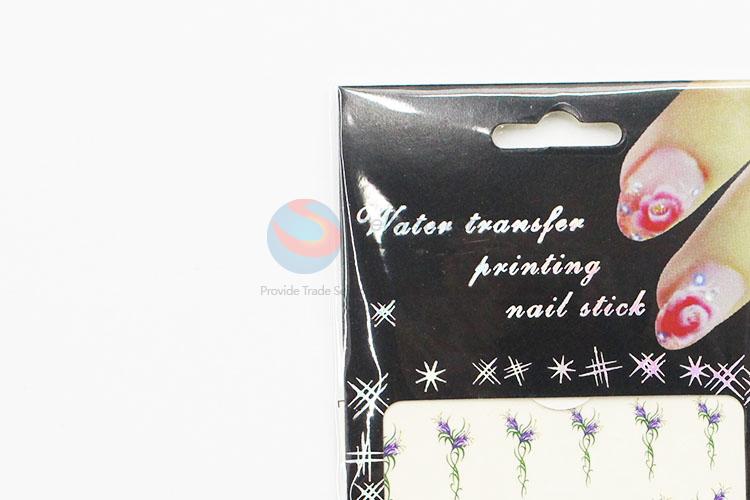 Water transfer
printing
nail stick
Provide Trade